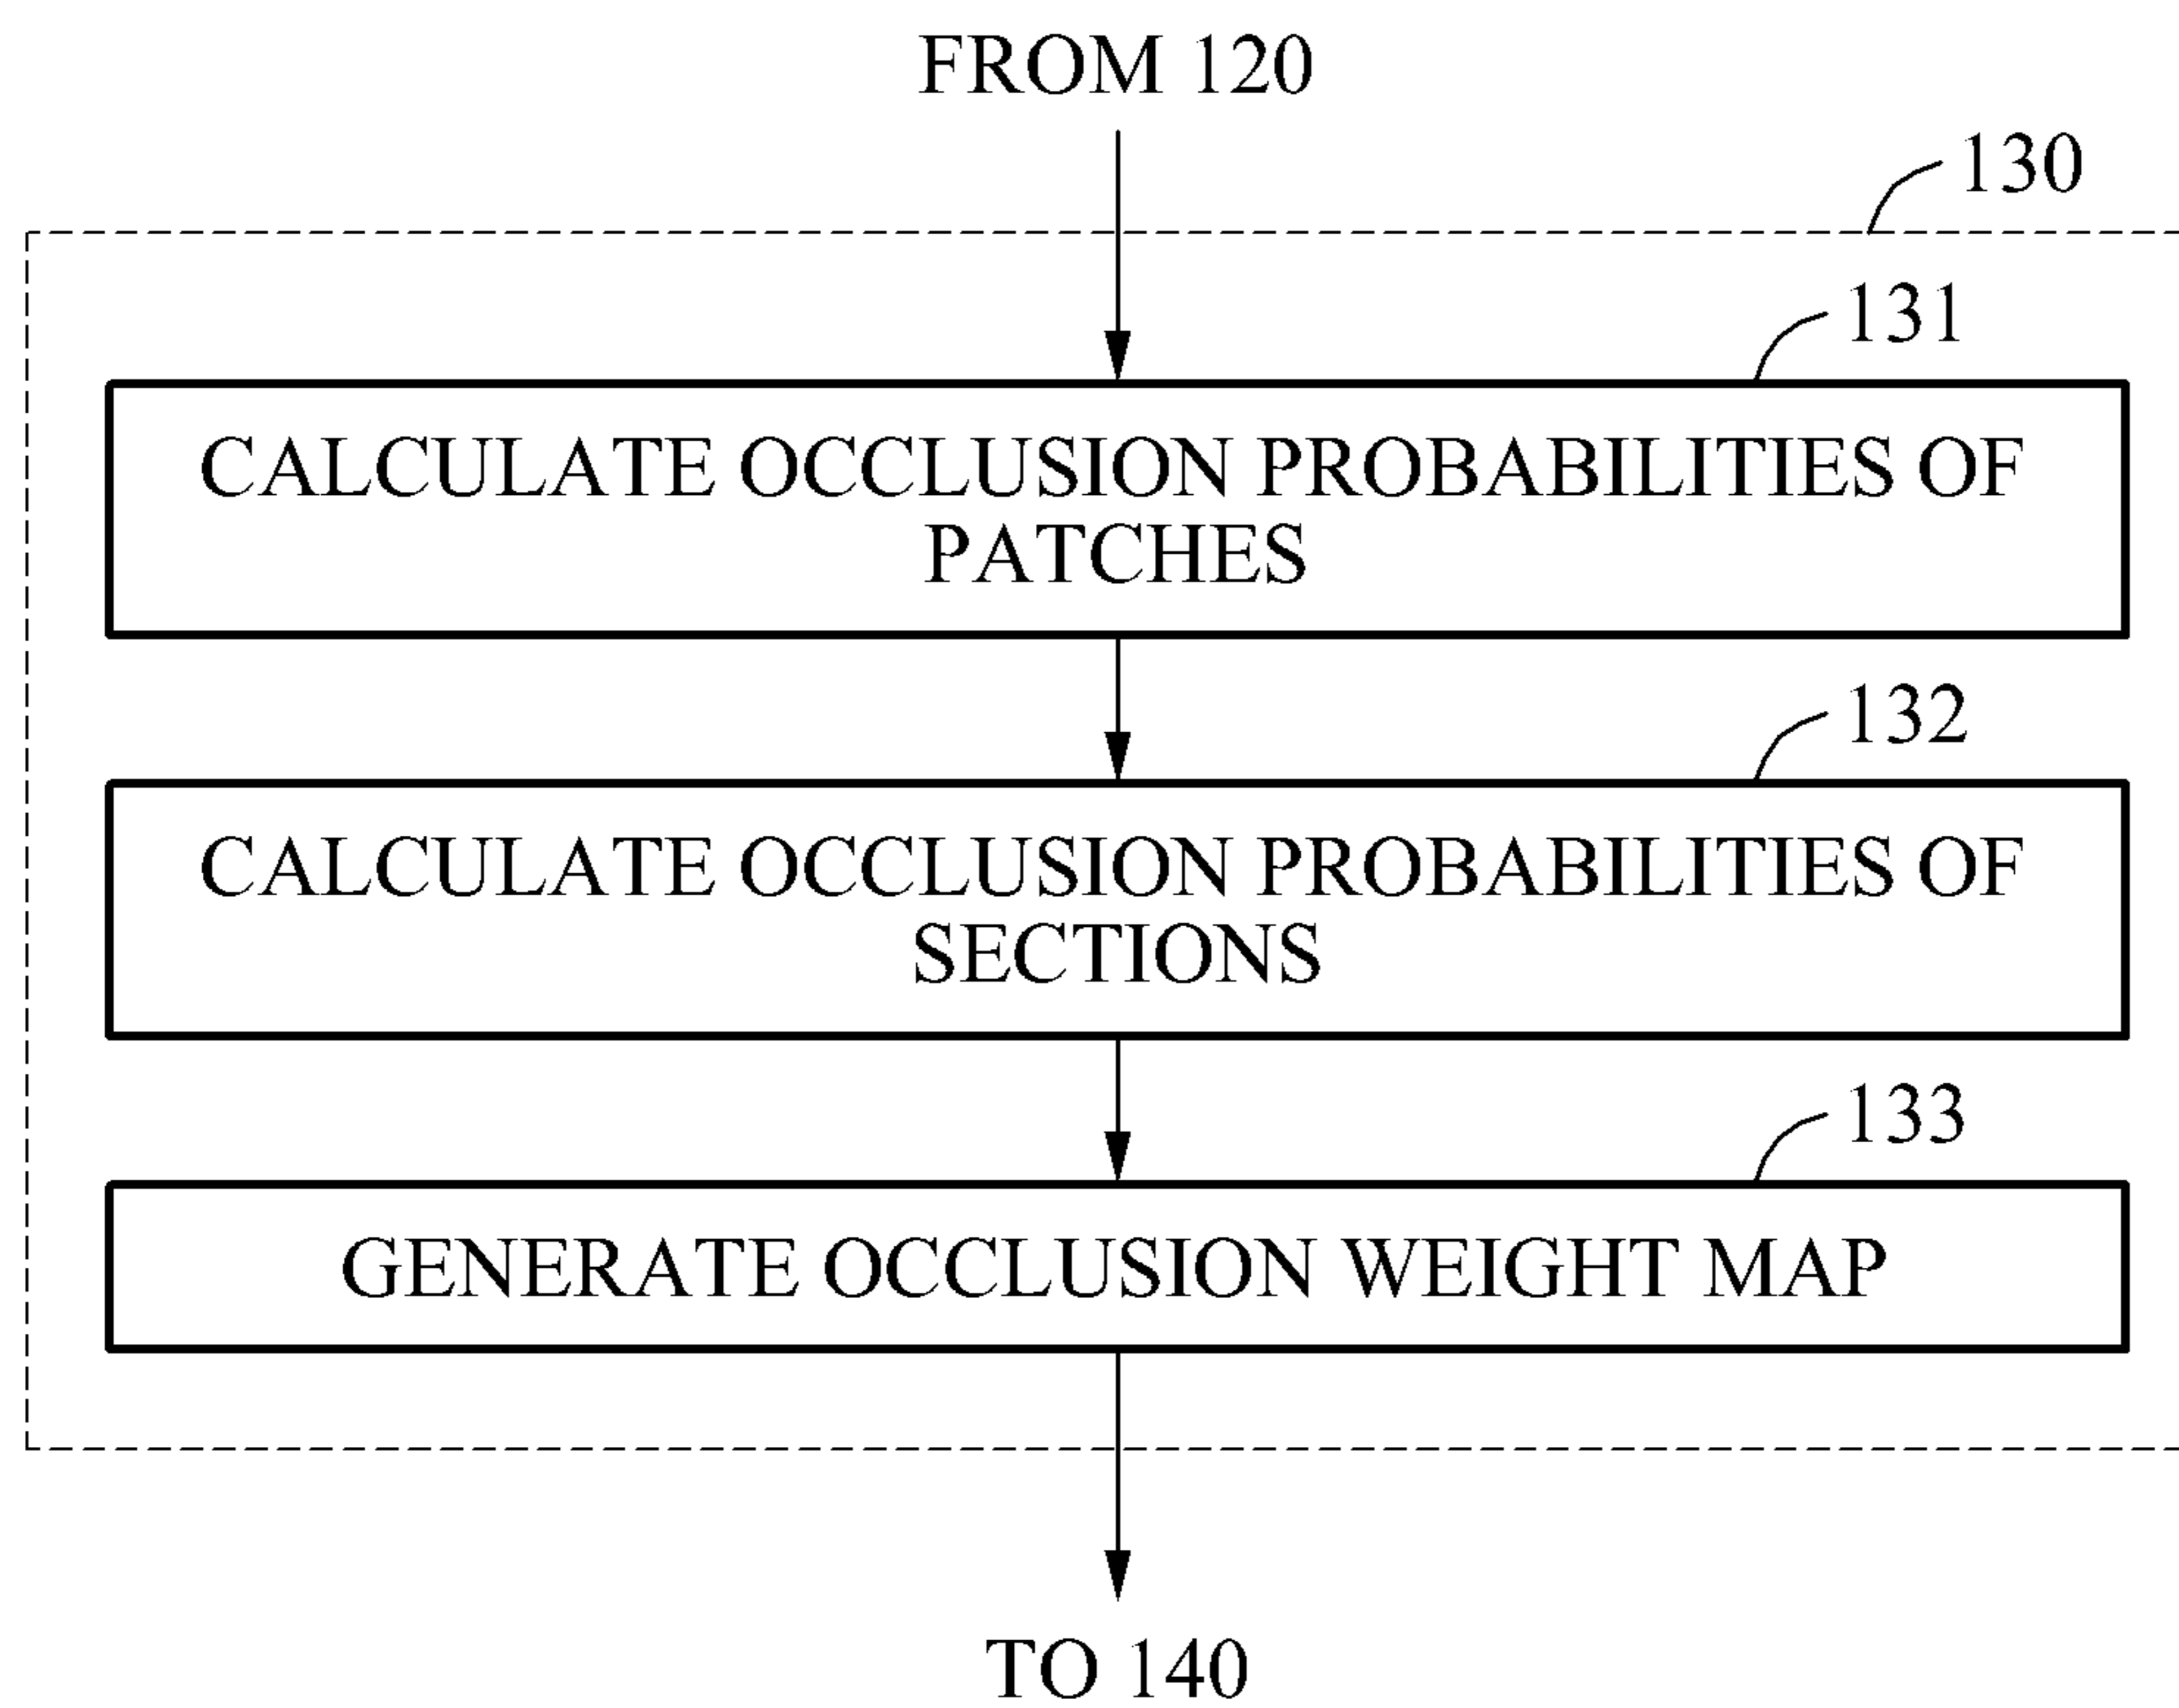 FROM 120
130
131
CALCULATE OCCLUSION PROBABILITIES OF
PATCHES
132
CALCULATE OCCLUSION PROBABILITIES OF
SECTIONS
133
GENERATE OCCLUSION WEIGHT MAP
TO 140